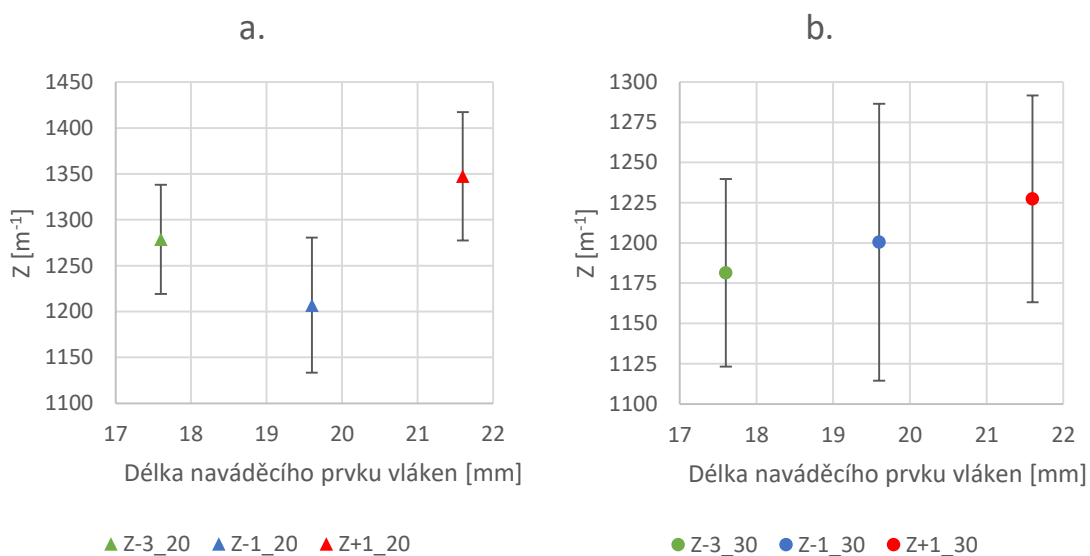 a.
1450
1400
1350
1300
1250
1200
1150
1100
Z [m⁻¹]
17 18 19 20 21 22
Délka naváděcího prvku vláken [mm]
Z-3_20 Z-1_20 Z+1_20
b.
1300
1275
1250
1225
1200
1175
1150
1125
1100
Z [m⁻¹]
17 18 19 20 21 22
Délka naváděcího prvku vláken [mm]
Z-3_30 Z-1_30 Z+1_30